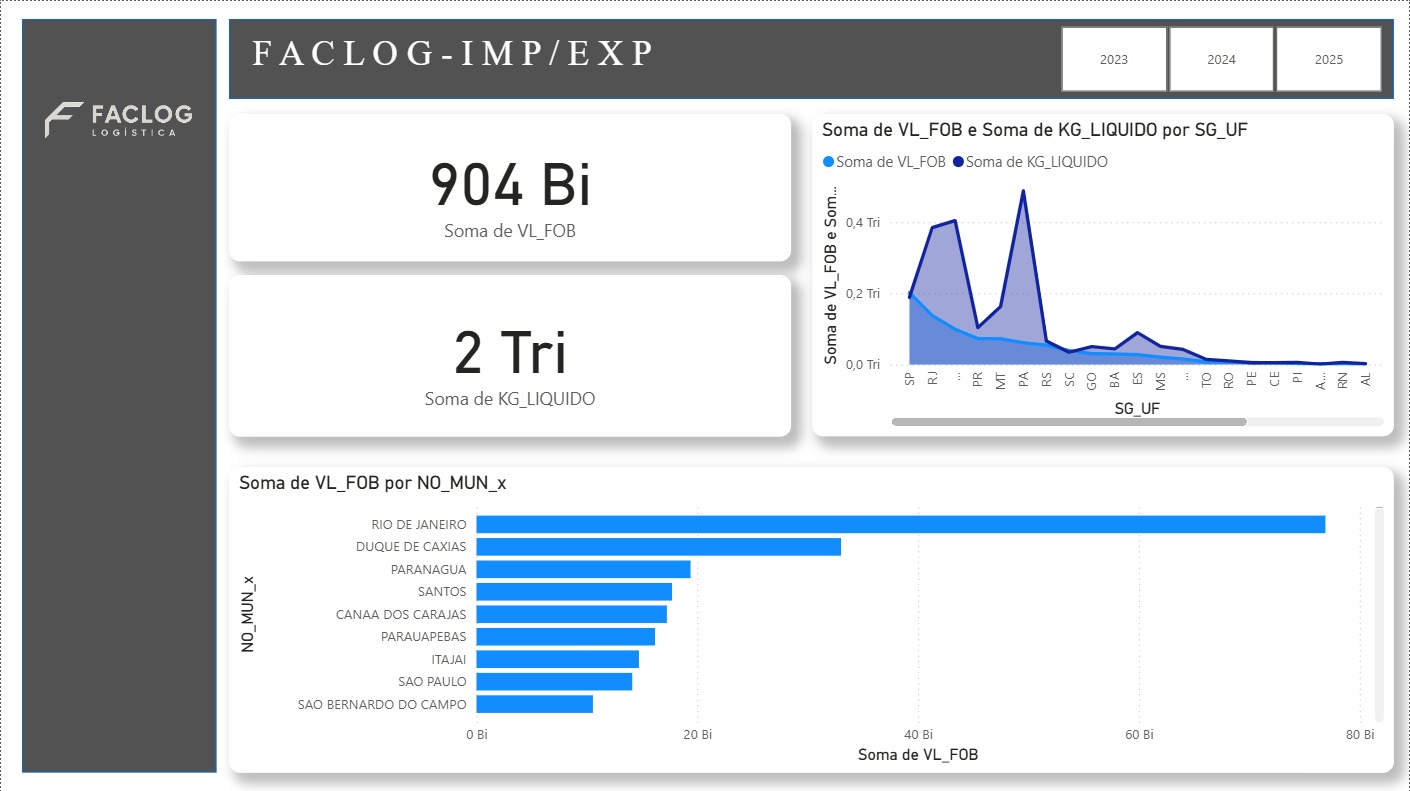 FACLOG-IMP/EXP
2023
2024
2025
FACLOG
LOGÍSTICA
904 Bi
Soma de VL_FOB
2 Tri
Soma de KG_LIQUIDO
Soma de VL_FOB e Soma de KG_LIQUIDO por SG_UF
Soma de VL_FOB
Soma de KG_LIQUIDO
Soma de VL_FOB e Som...
0,4 Tri
0,2 Tri
0,0 Tri
SP
RJ
...
PR
MT
PA
RS
SC
GO
BA
ES
MS
...
TO
RO
PE
CE
PI
A...
RN
AL
SG_UF
Soma de VL_FOB por NO_MUN_x
NO_MUN_x
RIO DE JANEIRO
DUQUE DE CAXIAS
PARANAGUA
SANTOS
CANAA DOS CARAJAS
PARAUAPEBAS
ITAJAI
SAO PAULO
SAO BERNARDO DO CAMPO
0 Bi
20 Bi
40 Bi
60 Bi
80 Bi
Soma de VL_FOB